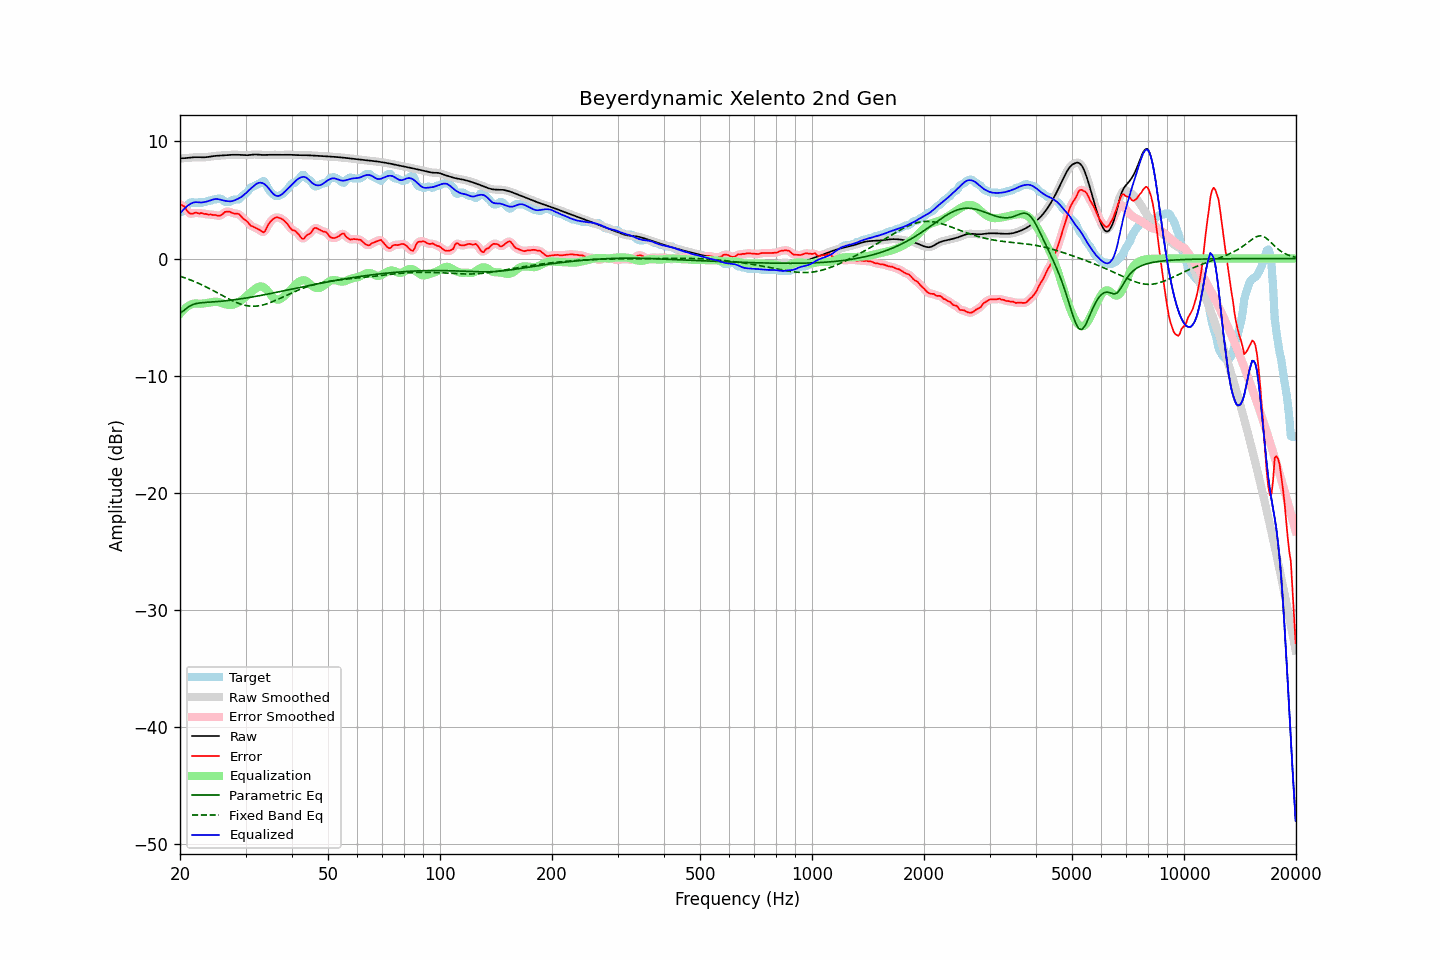 Beyerdynamic Xelento 2nd Gen
Amplitude (dBr)
10
0
−10
−20
−30
−40
−50
Target
Raw Smoothed
Error Smoothed
Raw
Error
Equalization
Parametric Eq
Fixed Band Eq
Equalized
20 50 100 200 500 1000 2000 5000 10000 20000
Frequency (Hz)